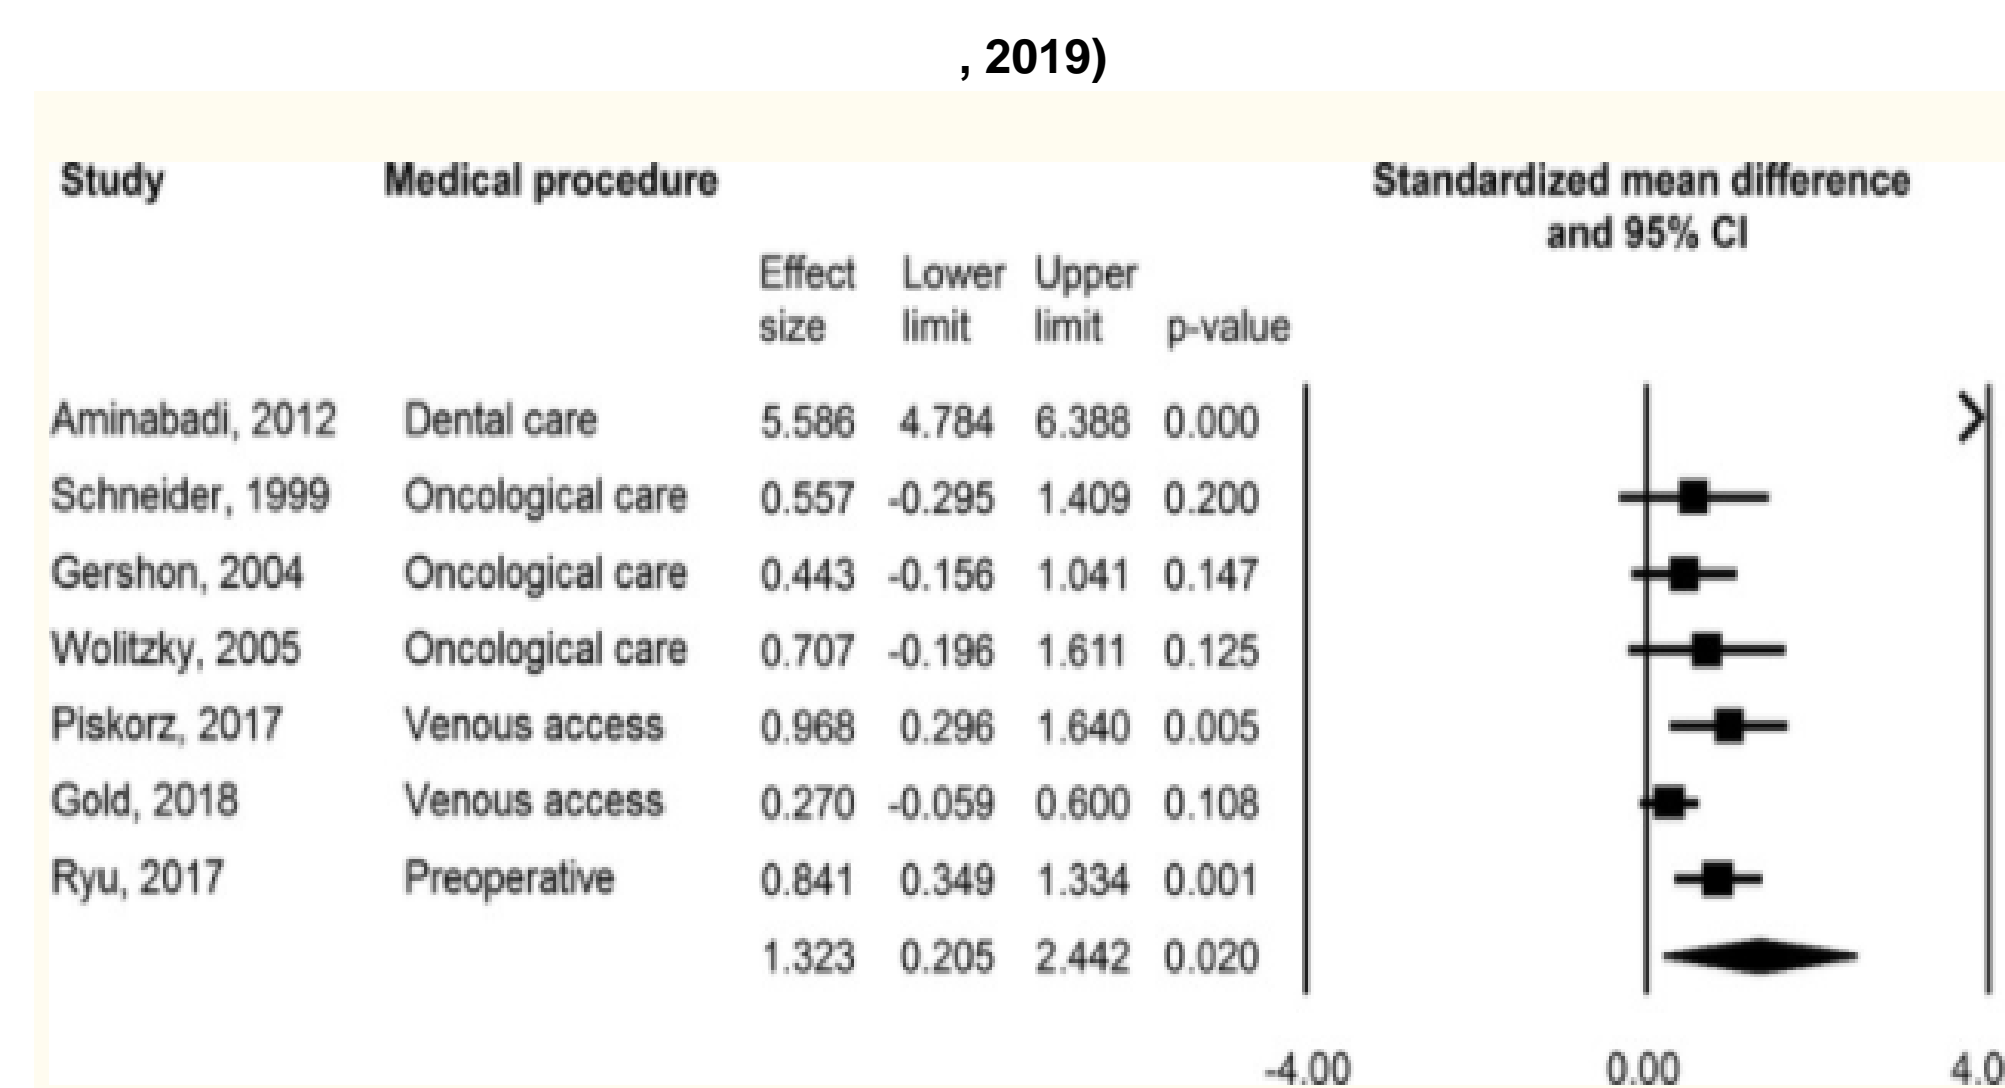 , 2019)
Study Medical procedure Standardized mean difference
and 95% CI
Effect Lower Upper
size limit limit p-value
Aminabadi, 2012 Dental care 5.586 4.784 6.388 0.000
Schneider, 1999 Oncological care 0.557 -0.295 1.409 0.200
Gershon, 2004 Oncological care 0.443 -0.156 1.041 0.147
Wolitzky, 2005 Oncological care 0.707 -0.196 1.611 0.125
Piskorz, 2017 Venous access 0.968 0.296 1.640 0.005
Gold, 2018 Venous access 0.270 -0.059 0.600 0.108
Ryu, 2017 Preoperative 0.841 0.349 1.334 0.001
1.323 0.205 2.442 0.020
-4.00 0.00 4.0